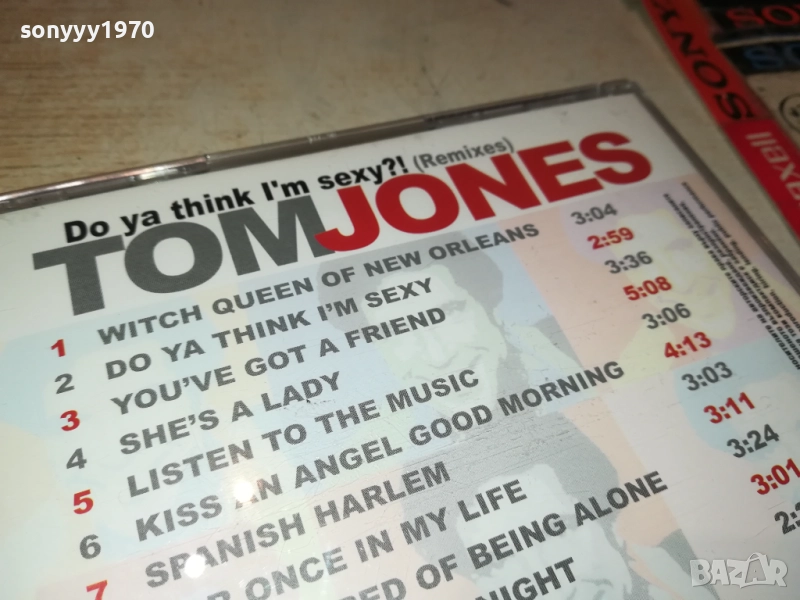 sonyyy1970
Do ya think I'm sexy?! (Remixes)
TOMJONES
1 WITCH QUEEN OF NEW ORLEANS 3:04
2 DO YA THINK I'M SEXY 2:59
3 YOU'VE GOT A FRIEND 3:36
4 SHE'S A LADY 5:08
5 LISTEN TO THE MUSIC 3:06
6 KISS AN ANGEL GOOD MORNING 4:13
7 SPANISH HARLEM 3:03
ONCE IN MY LIFE 3:11
OF BEING ALONE 3:24
3:01
SONY
BAZAR